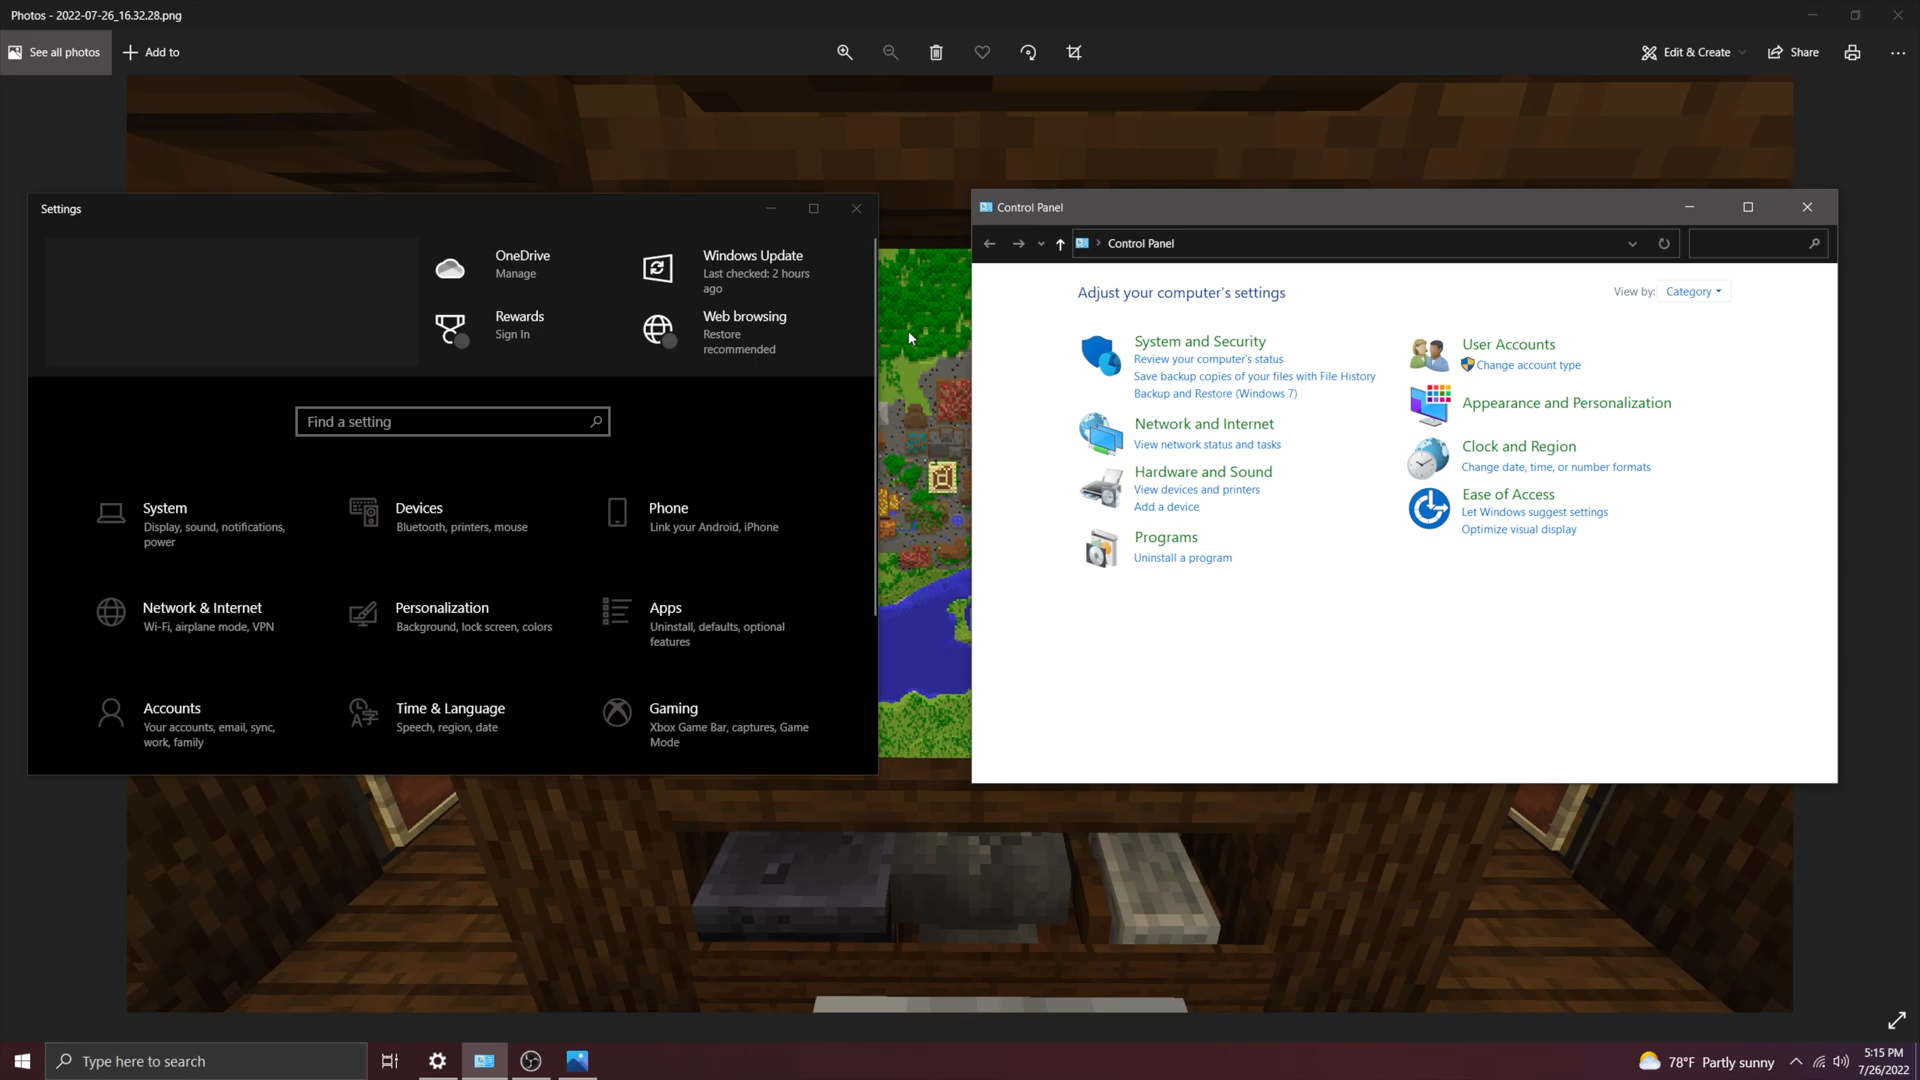 Photos - 2022-07-26_16.32.28.png
See all photos
Add to
Edit & Create
Share
Settings
OneDrive
Manage
Windows Update
Last checked: 2 hours
ago
Rewards
Sign In
Web browsing
Restore
recommended
Find a setting
System
Display, sound, notifications,
power
Devices
Bluetooth, printers, mouse
Phone
Link your Android, iPhone
Network & Internet
Wi-Fi, airplane mode, VPN
Personalization
Background, lock screen, colors
Apps
Uninstall, defaults, optional
features
Accounts
Your accounts, email, sync,
work, family
Time & Language
Speech, region, date
Gaming
Xbox Game Bar, captures, Game
Mode
Control Panel
Control Panel
Adjust your computer's settings
View by: Category
System and Security
Review your computer's status
Save backup copies of your files with File History
Backup and Restore (Windows 7)
Network and Internet
View network status and tasks
Hardware and Sound
View devices and printers
Add a device
Programs
Uninstall a program
User Accounts
Change account type
Appearance and Personalization
Clock and Region
Change date, time, or number formats
Ease of Access
Let Windows suggest settings
Optimize visual display
Type here to search
78°F Partly sunny
5:15 PM
7/26/2022